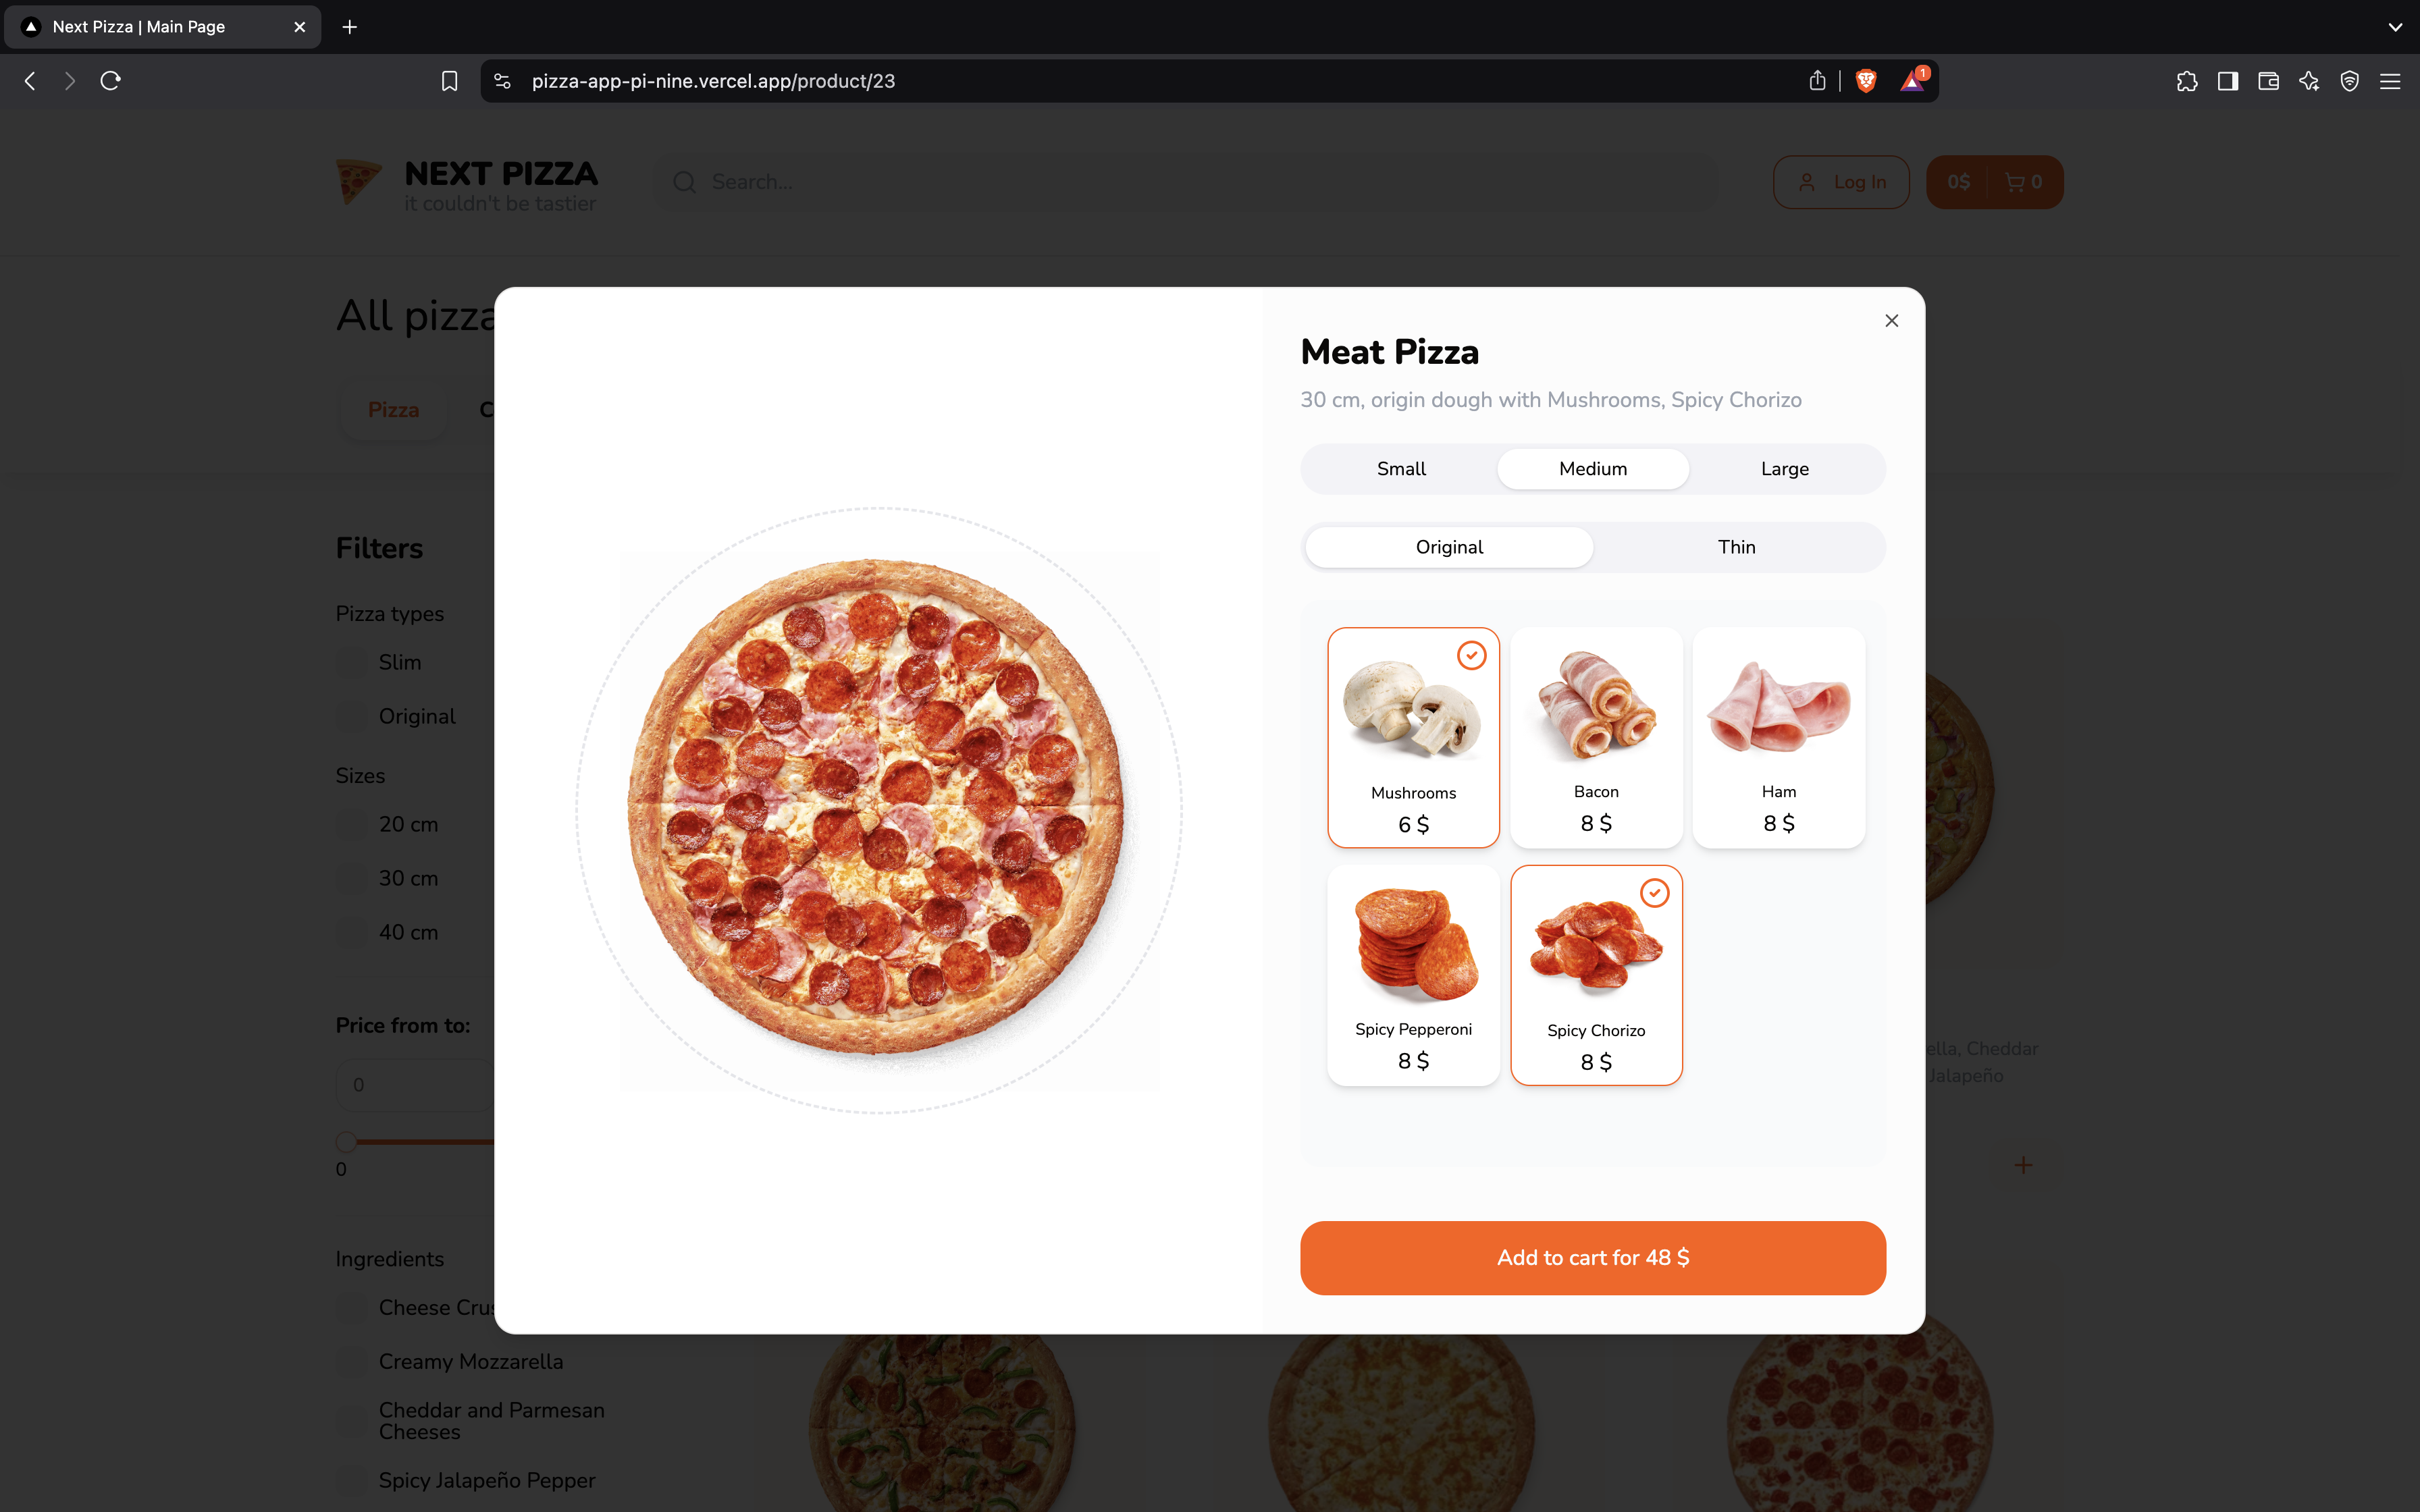 Next Pizza | Main Page
pizza-app-pi-nine.vercel.app/product/23
1
NEXT PIZZA
it couldn't be tastier
Search...
Log In
0$
0
All pizza
Pizza
C
Filters
Pizza types
Slim
Original
Sizes
20 cm
30 cm
40 cm
Price from to:
0
0
Ingredients
Cheese Crus
Creamy Mozzarella
Cheddar and Parmesan
Cheeses
Spicy Jalapeño Pepper
Meat Pizza
30 cm, origin dough with Mushrooms, Spicy Chorizo
Small Medium Large
Original Thin
Mushrooms Bacon Ham
6 $ 8 $ 8 $
Spicy Pepperoni Spicy Chorizo
8 $ 8 $
Add to cart for 48 $
ella, Cheddar
Jalapeño